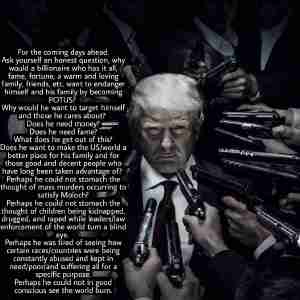 For the coming days ahead.
Ask yourself an honest question, why
would a billionaire who has it all,
fame, fortune, a warm and loving
family, friends, etc. want to endanger
himself and his family by becoming
POTUS?
Why would he want to target himself
and those he cares about?
Does he need money?
Does he need fame?
What does he get out of this?
Does he want to make the US/world a
better place for his family and for
those good and decent people who
have long been taken advantage of?
Perhaps he could not stomach the
thought of mass murders occurring to
satisfy Moloch?
Perhaps he could not stomach the
thought of children being kidnapped,
drugged, and raped while leaders/law
enforcement of the world turn a blind
eye.
Perhaps he was tired of seeing how
certain races/countries were being
constantly abused and kept in
need/poor/and suffering all for a
specific purpose.
Perhaps he could not in good
conscious see the world burn.